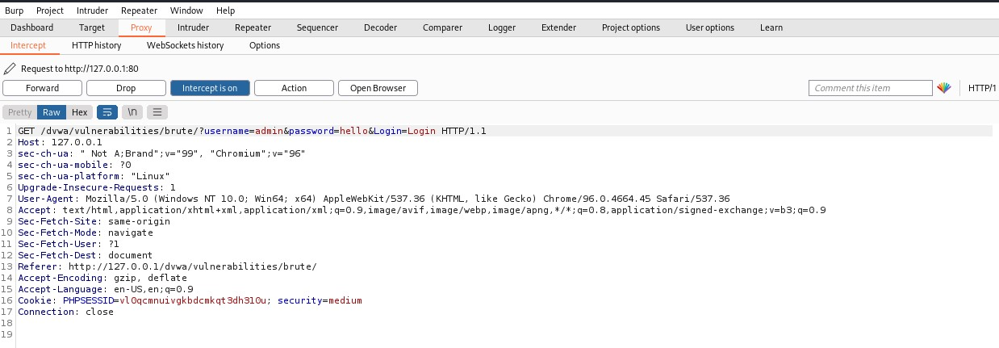 Burp Project Intruder Repeater Window Help
Dashboard Target Proxy Intruder Repeater Sequencer Decoder Comparer Logger Extender Project options User options Learn
Intercept HTTP history WebSockets history Options
Request to http://127.0.0.1:80
Forward Drop Intercept is on Action Open Browser Comment this item HTTP/1
Pretty Raw Hex \n
1 GET /dvwa/vulnerabilities/brute/?username=admin&password=hello&Login=Login HTTP/1.1
2 Host: 127.0.0.1
3 sec-ch-ua: " Not A;Brand";v="99", "Chromium";v="96"
4 sec-ch-ua-mobile: ?0
5 sec-ch-ua-platform: "Linux"
6 Upgrade-Insecure-Requests: 1
7 User-Agent: Mozilla/5.0 (Windows NT 10.0; Win64; x64) AppleWebKit/537.36 (KHTML, like Gecko) Chrome/96.0.4664.45 Safari/537.36
8 Accept: text/html,application/xhtml+xml,application/xml;q=0.9,image/avif,image/webp,image/apng,*/*;q=0.8,application/signed-exchange;v=b3;q=0.9
9 Sec-Fetch-Site: same-origin
10 Sec-Fetch-Mode: navigate
11 Sec-Fetch-User: ?1
12 Sec-Fetch-Dest: document
13 Referer: http://127.0.0.1/dvwa/vulnerabilities/brute/
14 Accept-Encoding: gzip, deflate
15 Accept-Language: en-US,en;q=0.9
16 Cookie: PHPSESSID=vl0qcmnuivgkbdcmkqt3dh310u; security=medium
17 Connection: close
18
19